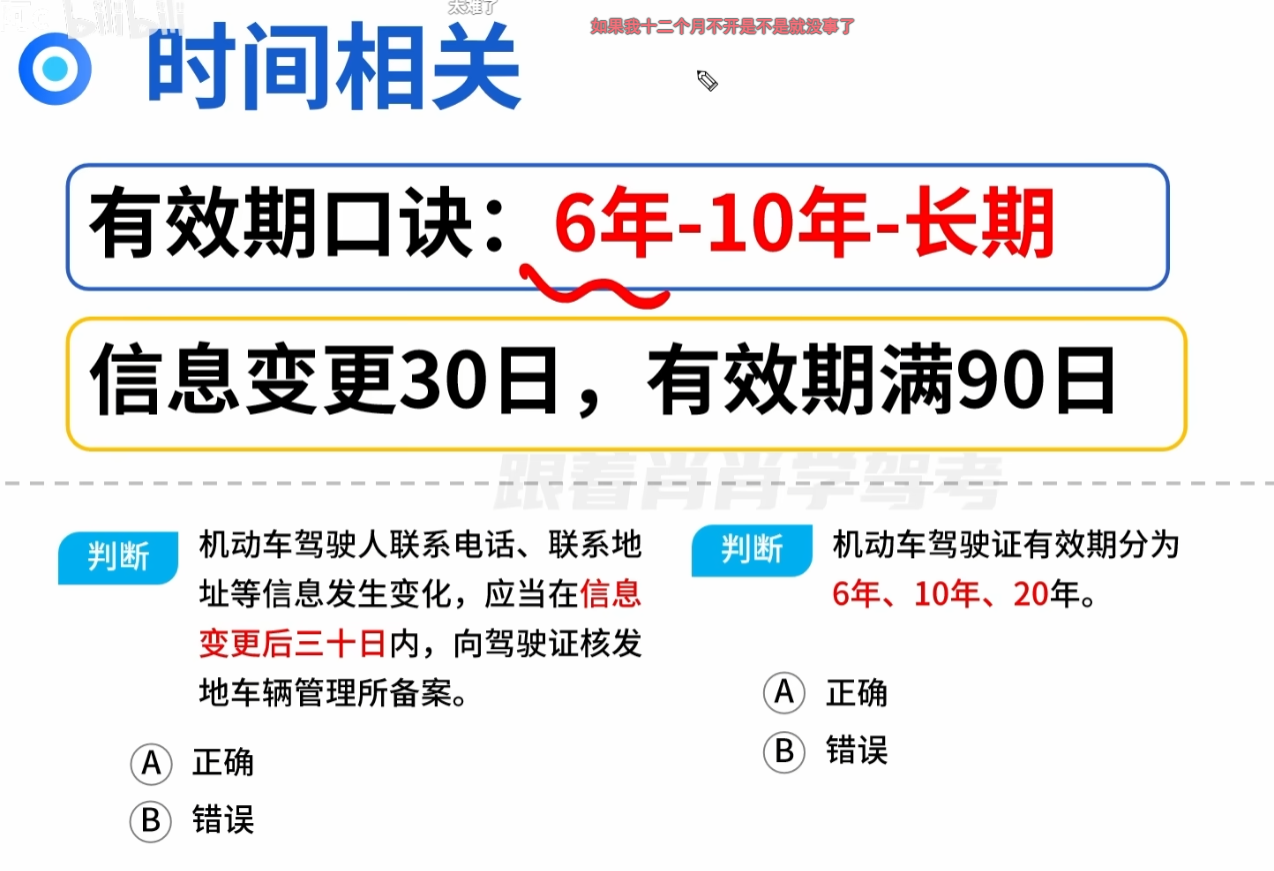 太难了
如果我十二个月不开是不是就没事了
bilibili
时间相关
有效期口诀：6年-10年-长期
信息变更30日，有效期满90日
跟着肖肖学驾考
判断
机动车驾驶人联系电话、联系地
址等信息发生变化，应当在信息
变更后三十日内，向驾驶证核发
地车辆管理所备案。
A 正确
B 错误
判断
机动车驾驶证有效期分为
6年、10年、20年。
A 正确
B 错误